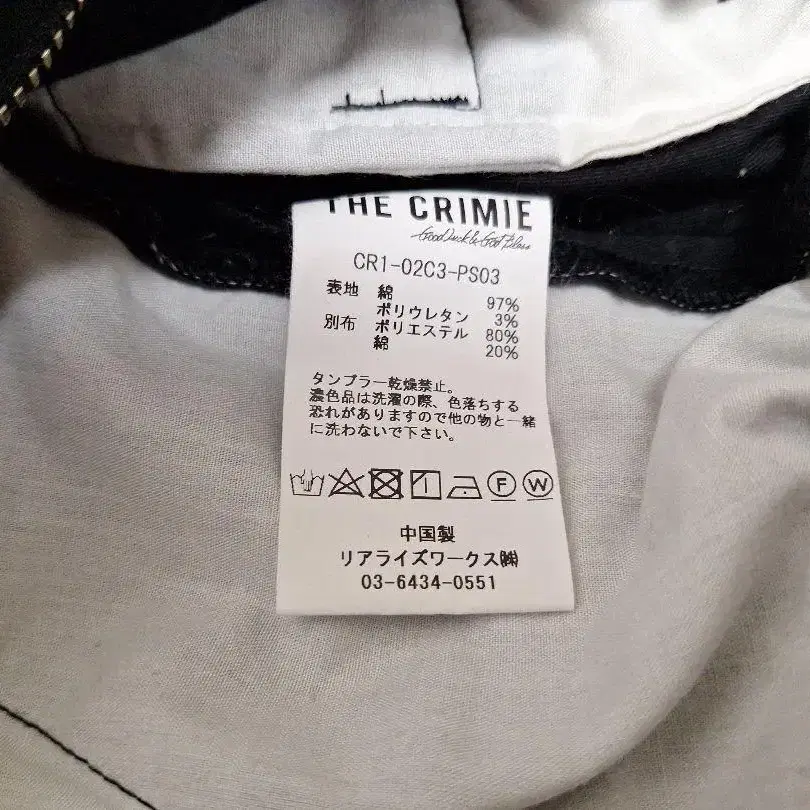 THE CRIMIE
Good Luck & God Bless
CR1-02C3-PS03
表地 綿 97%
ポリウレタン 3%
別布 ポリエステル 80%
綿 20%
タンブラー乾燥禁止。
濃色品は洗濯の際、色落ちする
恐れがありますので他の物と一緒
に洗わないで下さい。
F W
中国製
リアライズワークス㈱
03-6434-0551